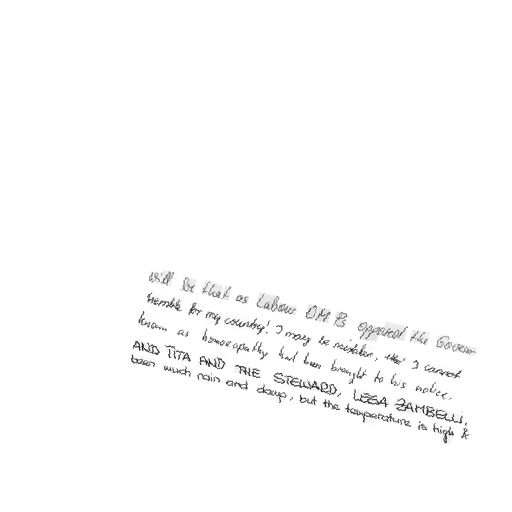 will be that as Labour M Ps opposed the Govern
tremble for my country! I may be mistaken, I cannot
known as homoeopathy had been brought to his notice.
AND TITA AND THE STEWARD, LEGA ZAMBELLI,
been much rain and damp, but the temperature is high &